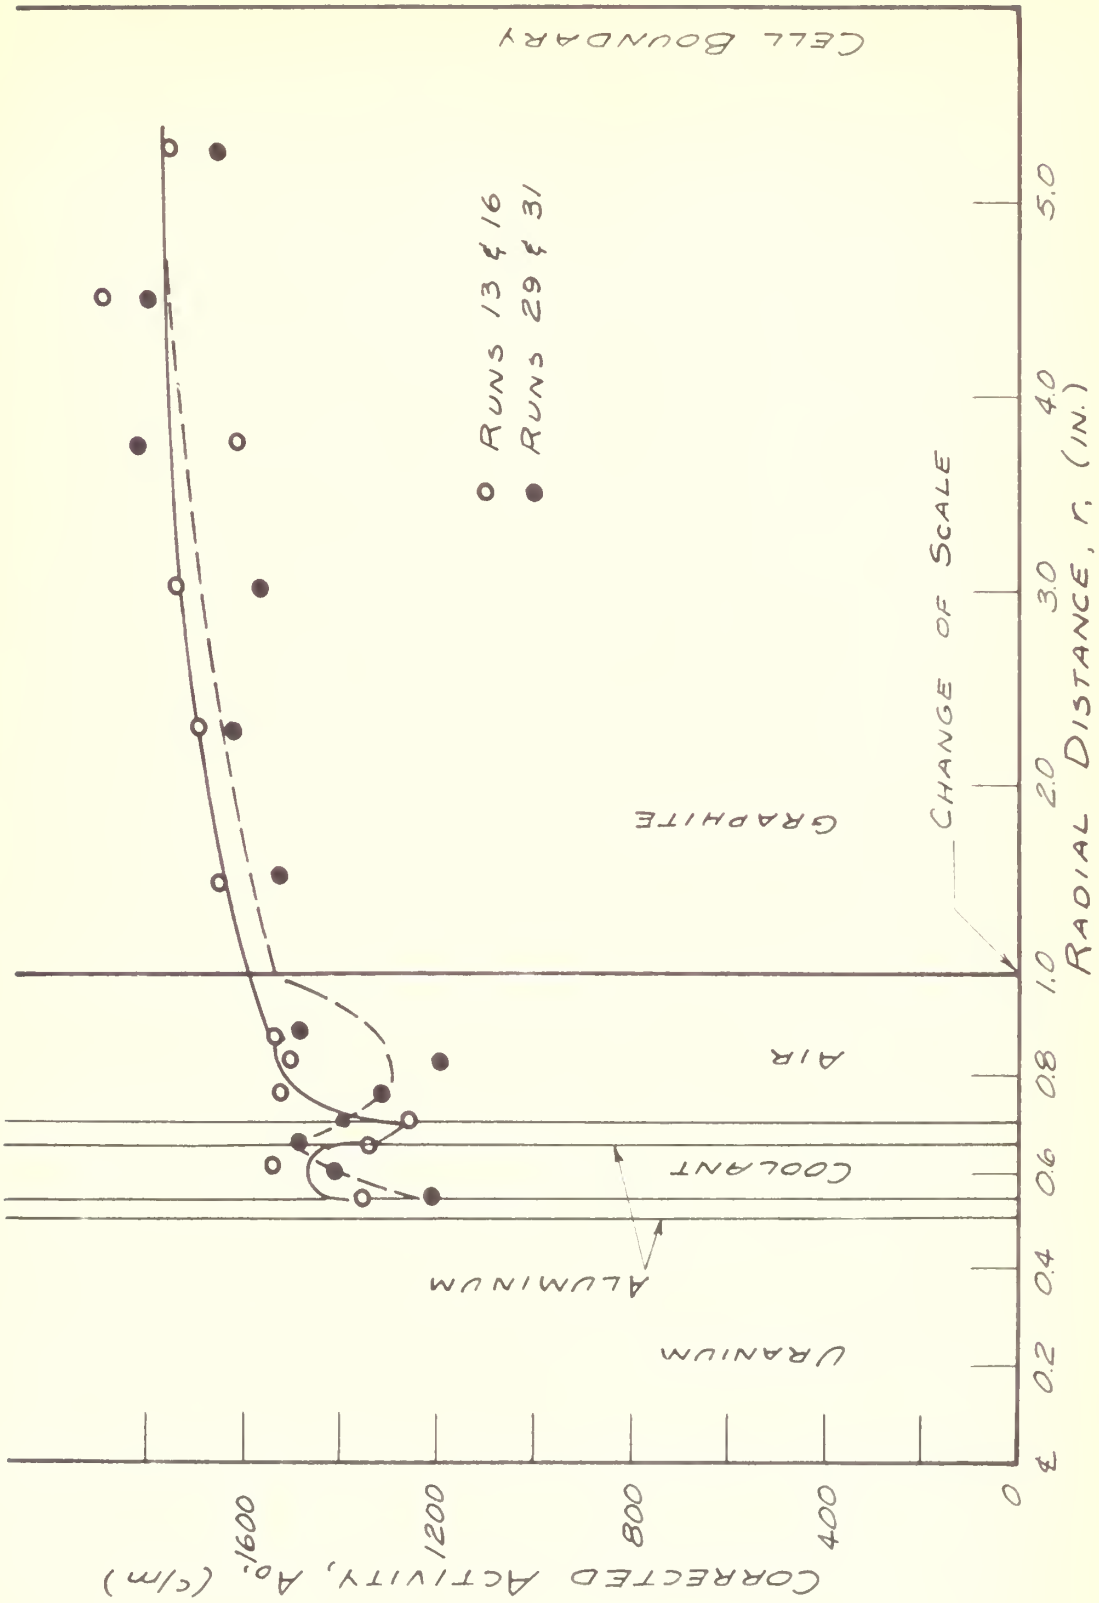 CORRECTED ACTIVITY, A₀, (c/m)
1600
1200
800
400
0
URANIUM
ALUMINUM
COOLANT
AIR
GRAPHITE
CELL BOUNDARY
RUNS 13 & 16
RUNS 29 & 31
CHANGE OF SCALE
℄ 0.2 0.4 0.6 0.8 1.0 2.0 3.0 4.0 5.0
RADIAL DISTANCE, r, (IN.)